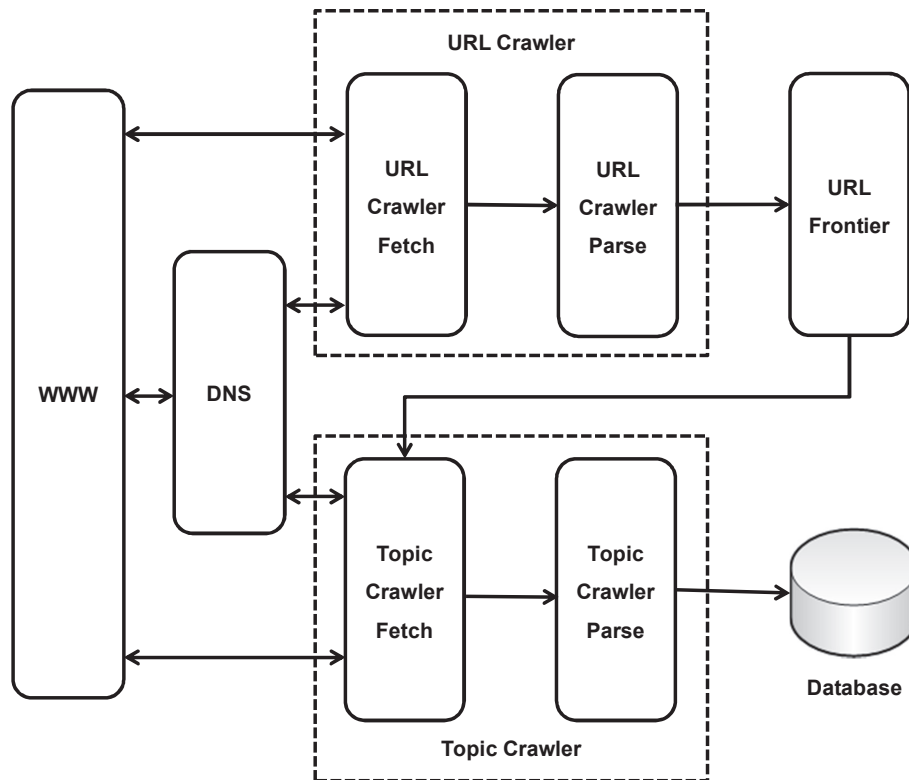 URL Crawler
URL
Crawler
Fetch
URL
Crawler
Parse
URL
Frontier
WWW
DNS
Topic
Crawler
Fetch
Topic
Crawler
Parse
Database
Topic Crawler